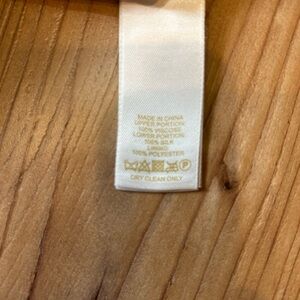 MADE IN CHINA
UPPER PORTION:
100% VISCOSE
LOWER PORTION:
100% SILK
LINING:
100% POLYESTER
P
DRY CLEAN ONLY